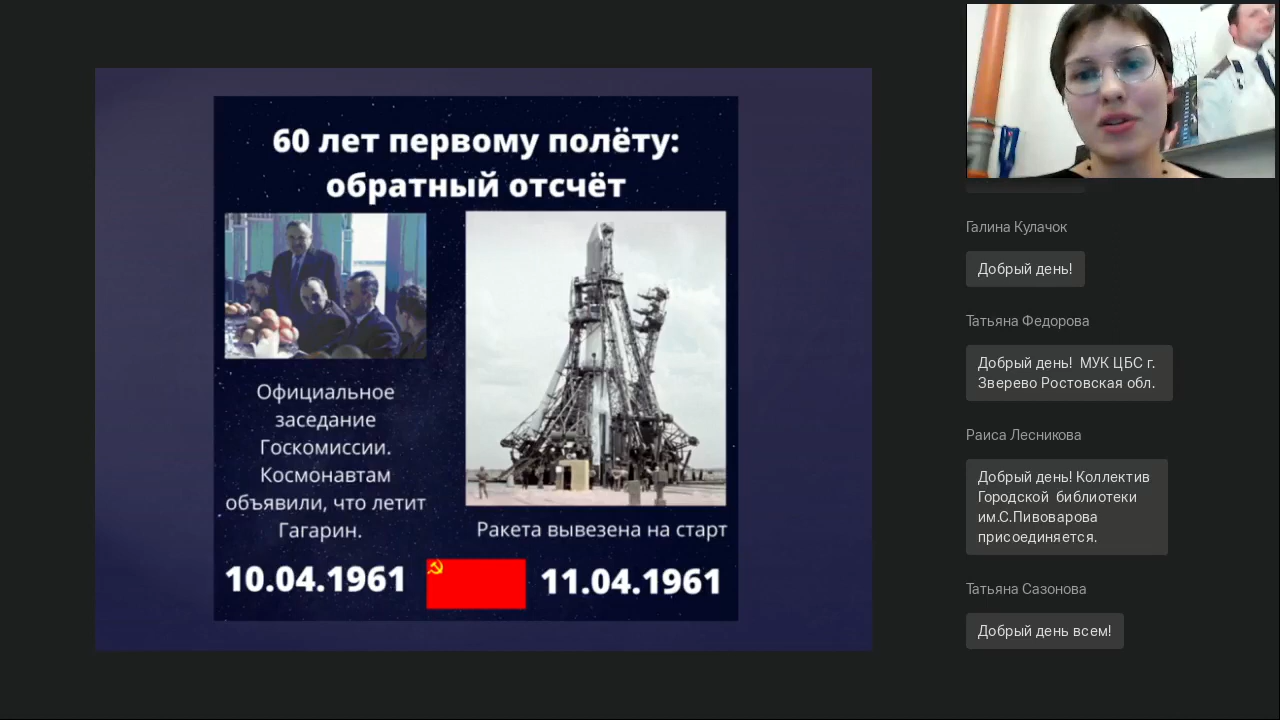 60 лет первому полёту:
обратный отсчёт
Официальное
заседание
Госкомиссии.
Космонавтам
объявили, что летит
Гагарин.
Ракета вывезена на старт
10.04.1961
11.04.1961
Галина Кулачок
Добрый день!
Татьяна Федорова
Добрый день! МУК ЦБС г.
Зверево Ростовская обл.
Раиса Лесникова
Добрый день! Коллектив
Городской библиотеки
им.С.Пивоварова
присоединяется.
Татьяна Сазонова
Добрый день всем!